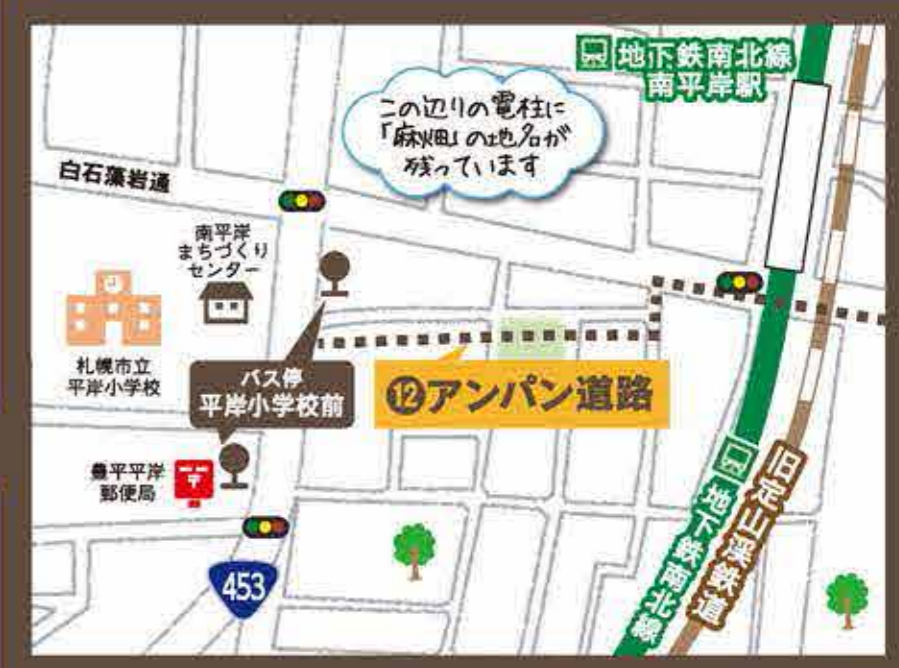 地下鉄南北線
南平岸駅
この辺りの電柱に
「麻畑」の地名が
残っています
白石藻岩通
南平岸
まちづくり
センター
札幌市立
平岸小学校
バス停
平岸小学校前
⑫アンパン道路
豊平平岸
郵便局
〒
453
地下鉄南北線
旧定山渓鉄道